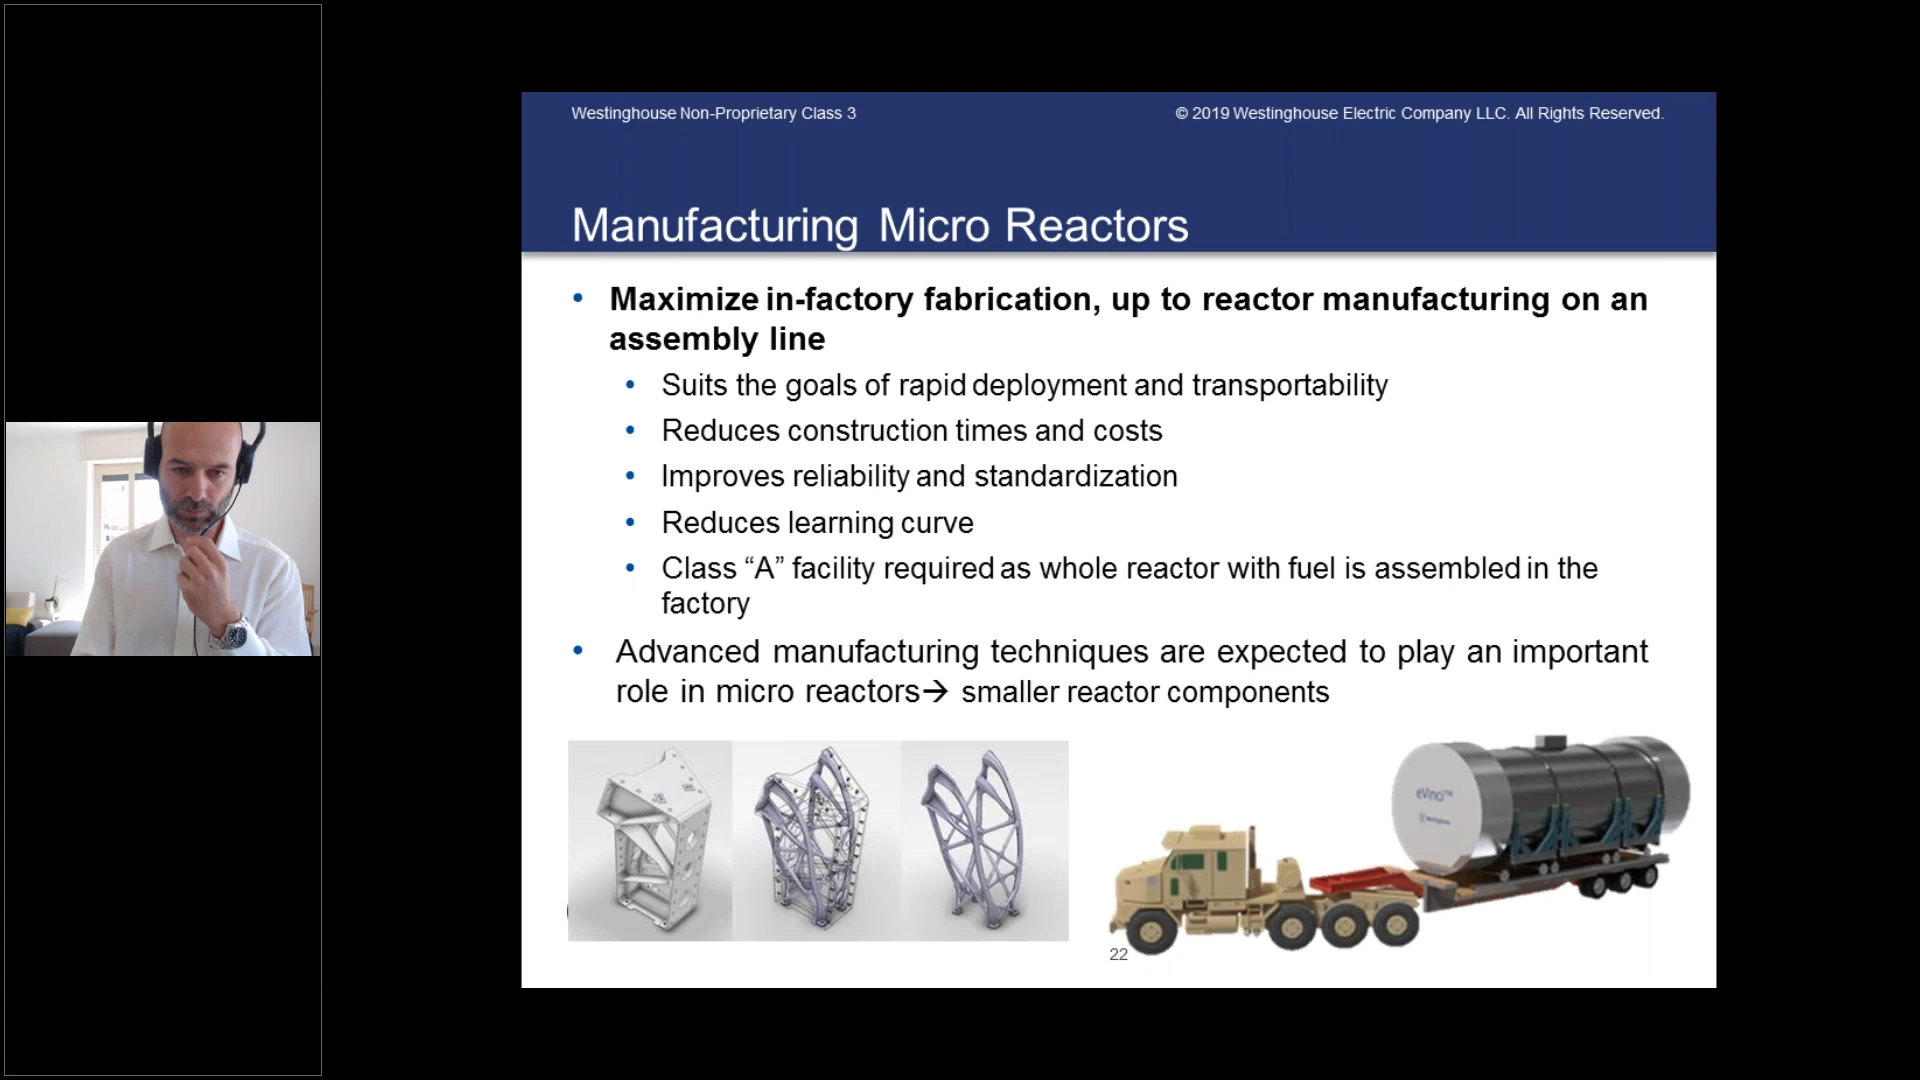 Westinghouse Non-Proprietary Class 3
© 2019 Westinghouse Electric Company LLC. All Rights Reserved.
Manufacturing Micro Reactors
• Maximize in-factory fabrication, up to reactor manufacturing on an
assembly line
• Suits the goals of rapid deployment and transportability
• Reduces construction times and costs
• Improves reliability and standardization
• Reduces learning curve
• Class “A” facility required as whole reactor with fuel is assembled in the
factory
• Advanced manufacturing techniques are expected to play an important
role in micro reactors→ smaller reactor components
eVinci™
Westinghouse
22